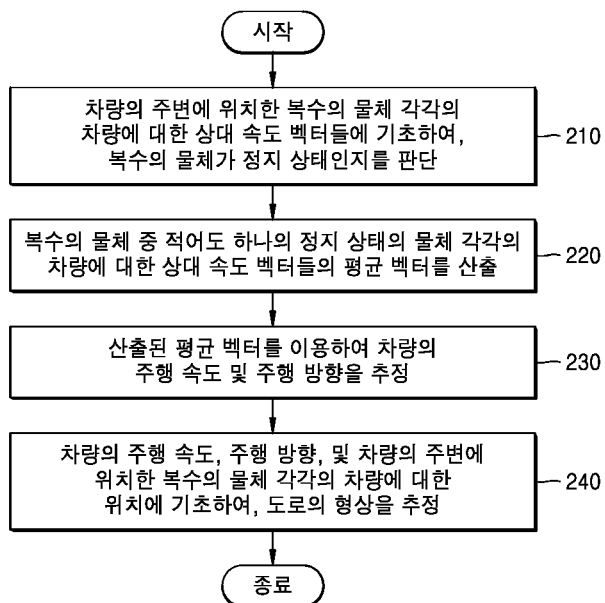 시작
차량의 주변에 위치한 복수의 물체 각각의
차량에 대한 상대 속도 벡터들에 기초하여,
복수의 물체가 정지 상태인지를 판단
210
복수의 물체 중 적어도 하나의 정지 상태의 물체 각각의
차량에 대한 상대 속도 벡터들의 평균 벡터를 산출
220
산출된 평균 벡터를 이용하여 차량의
주행 속도 및 주행 방향을 추정
230
차량의 주행 속도, 주행 방향, 및 차량의 주변에
위치한 복수의 물체 각각의 차량에 대한
위치에 기초하여, 도로의 형상을 추정
240
종료